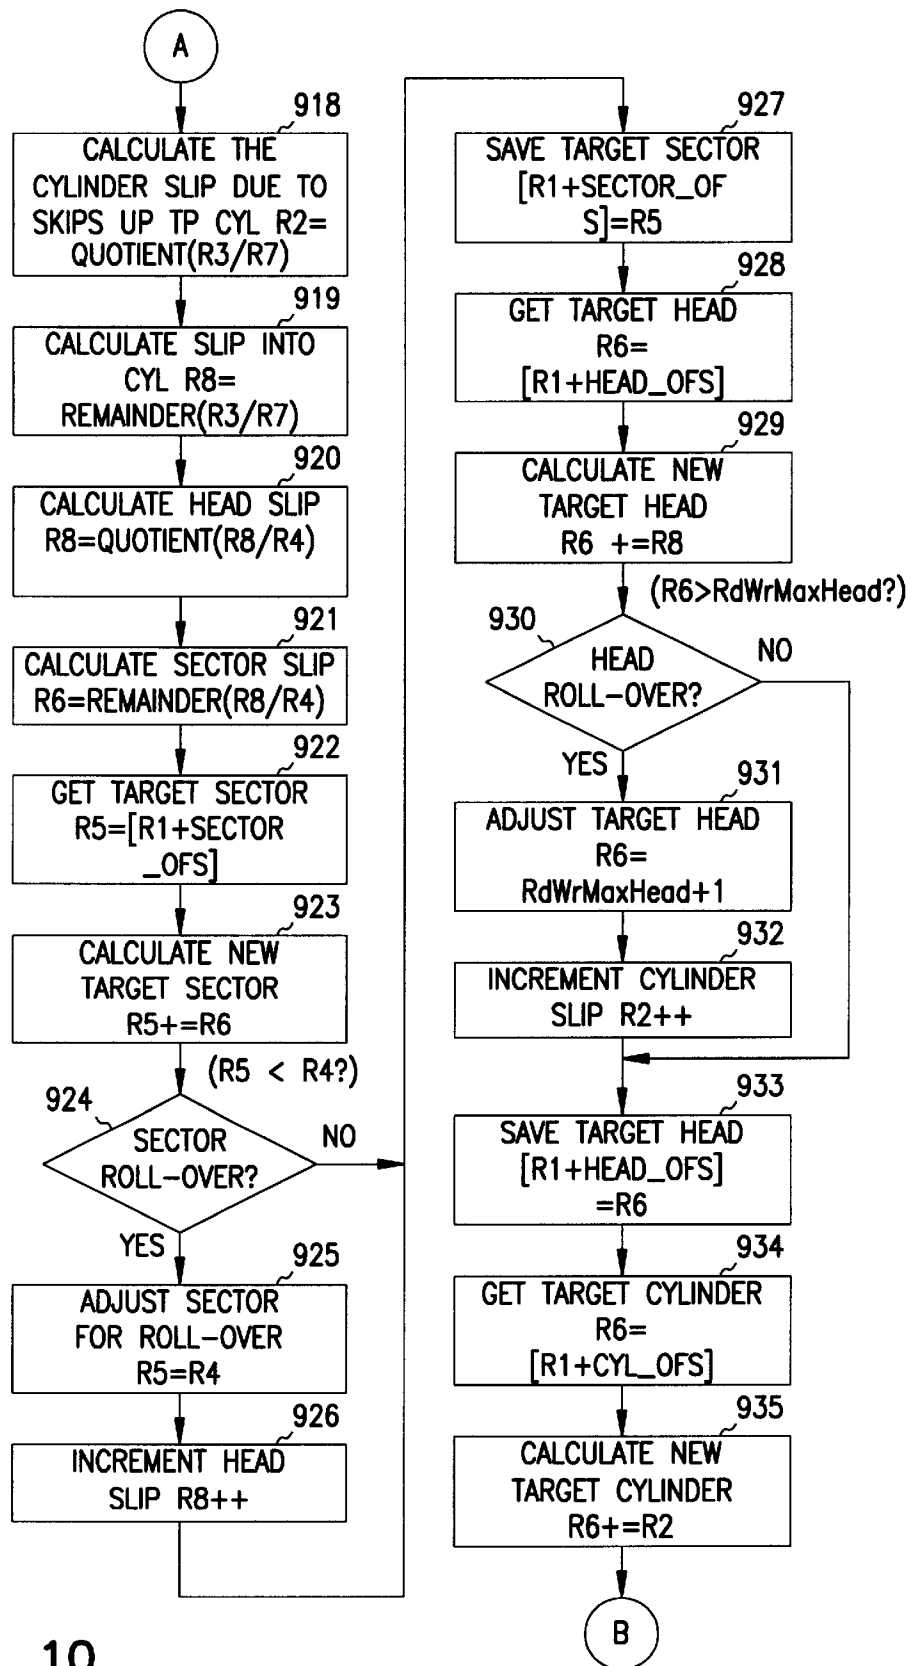 A
918
CALCULATE THE
CYLINDER SLIP DUE TO
SKIPS UP TP CYL R2=
QUOTIENT(R3/R7)
919
CALCULATE SLIP INTO
CYL R8=
REMAINDER(R3/R7)
920
CALCULATE HEAD SLIP
R8=QUOTIENT(R8/R4)
921
CALCULATE SECTOR SLIP
R6=REMAINDER(R8/R4)
922
GET TARGET SECTOR
R5=[R1+SECTOR
_OFS]
923
CALCULATE NEW
TARGET SECTOR
R5+=R6
(R5 < R4?)
924
SECTOR
ROLL-OVER?
NO
YES
925
ADJUST SECTOR
FOR ROLL-OVER
R5=R4
926
INCREMENT HEAD
SLIP R8++
927
SAVE TARGET SECTOR
[R1+SECTOR_OF
S]=R5
928
GET TARGET HEAD
R6=
[R1+HEAD_OFS]
929
CALCULATE NEW
TARGET HEAD
R6 +=R8
(R6>RdWrMaxHead?)
930
HEAD
ROLL-OVER?
NO
YES
931
ADJUST TARGET HEAD
R6=
RdWrMaxHead+1
932
INCREMENT CYLINDER
SLIP R2++
933
SAVE TARGET HEAD
[R1+HEAD_OFS]
=R6
934
GET TARGET CYLINDER
R6=
[R1+CYL_OFS]
935
CALCULATE NEW
TARGET CYLINDER
R6+=R2
B
10